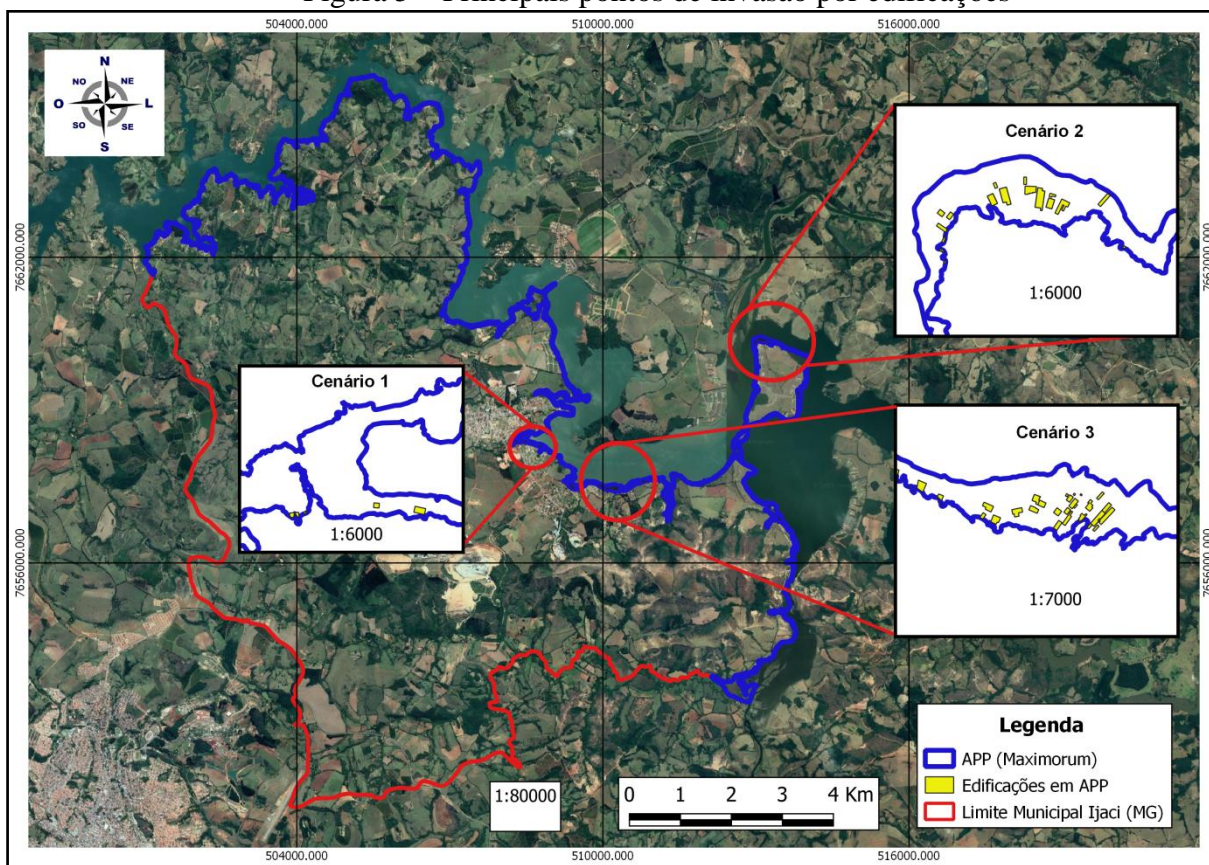 Figura 3 – Principais pontos de invasão por edificações
504000.000 510000.000 516000.000
N
NO NE
O L
SO SE
S
Cenário 2
1:6000
7662000.000 7662000.000
Cenário 1
1:6000
Cenário 3
1:7000
7656000.000 7656000.000
Legenda
APP (Maximorum)
Edificações em APP
Limite Municipal Ijaci (MG)
1:80000
0 1 2 3 4 Km
504000.000 510000.000 516000.000